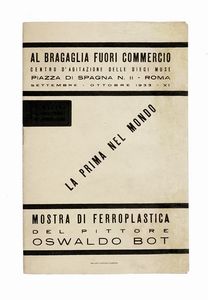 AL BRAGAGLIA FUORI COMMERCIO
CENTRO D'AGITAZIONE DELLE DIECI MUSE
PIAZZA DI SPAGNA N. 11 - ROMA
SETTEMBRE - OTTOBRE 1933 - XI
LA PRIMA NEL MONDO
MOSTRA DI FERROPLASTICA
DEL PITTORE
OSWALDO BOT